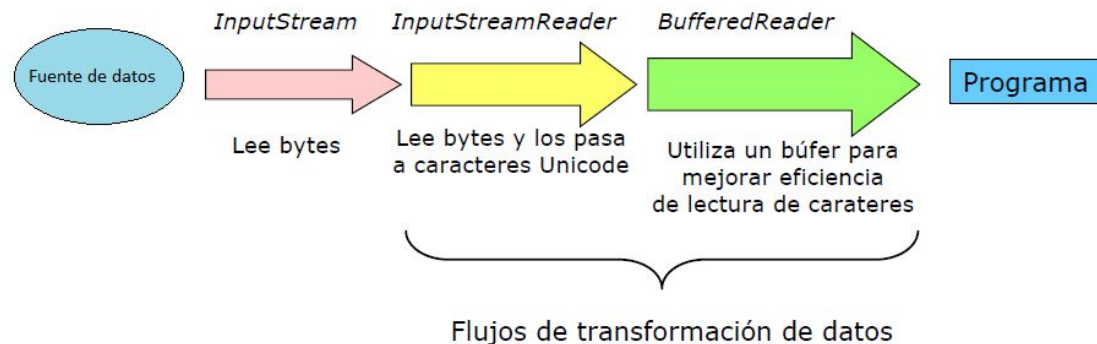 InputStream
InputStreamReader
BufferedReader
Fuente de datos
Programa
Lee bytes
Lee bytes y los pasa
a caracteres Unicode
Utiliza un búfer para
mejorar eficiencia
de lectura de carateres
Flujos de transformación de datos